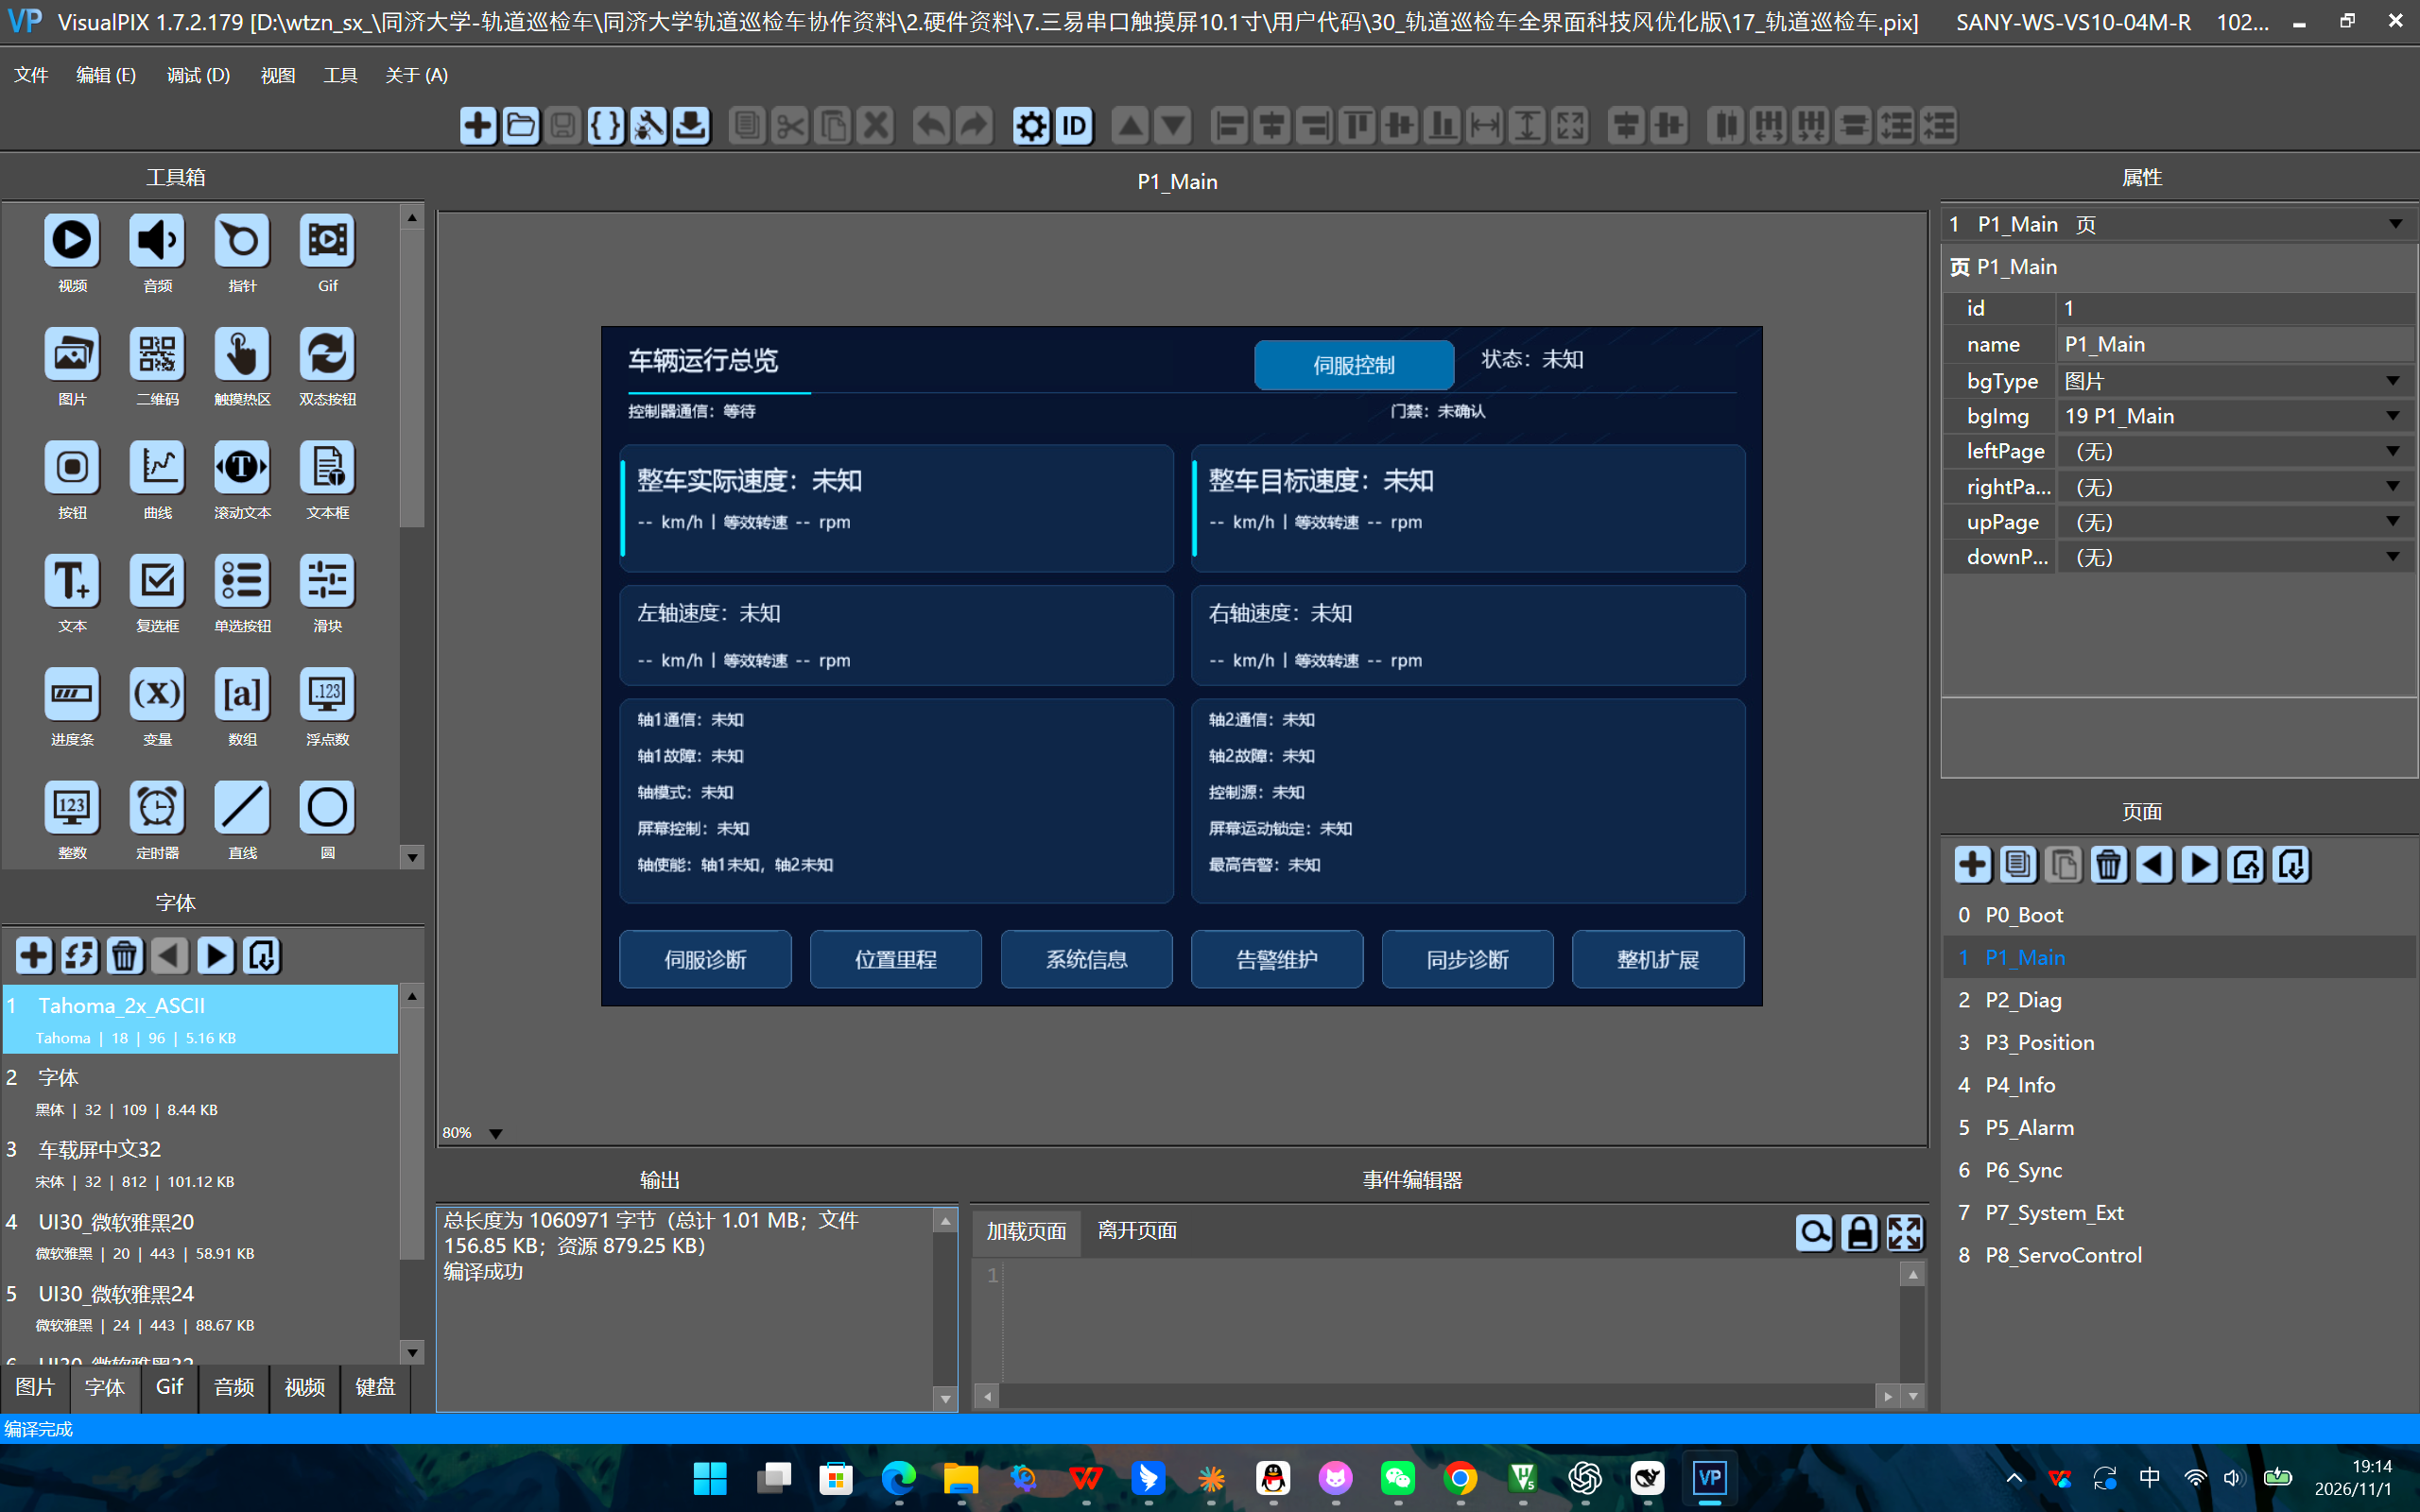 VP VisualPIX 1.7.2.179 [D:\wtzn_sx_\同济大学-轨道巡检车\同济大学轨道巡检车协作资料\2.硬件资料\7.三易串口触摸屏10.1寸\用户代码\30_轨道巡检车全界面科技风优化版\17_轨道巡检车.pix] SANY-WS-VS10-04M-R 102...
文件 编辑 (E) 调试 (D) 视图 工具 关于 (A)
{ } ID
工具箱
视频 音频 指针 Gif
图片 二维码 触摸热区 双态按钮
按钮 曲线 滚动文本 文本框
文本 复选框 单选按钮 滑块
进度条 变量 数组 浮点数
整数 定时器 直线 圆
字体
1 Tahoma_2x_ASCII
Tahoma | 18 | 96 | 5.16 KB
2 字体
黑体 | 32 | 109 | 8.44 KB
3 车载屏中文32
宋体 | 32 | 812 | 101.12 KB
4 UI30_微软雅黑20
微软雅黑 | 20 | 443 | 58.91 KB
5 UI30_微软雅黑24
微软雅黑 | 24 | 443 | 88.67 KB
6 UI30_微软雅黑32
图片 字体 Gif 音频 视频 键盘
编译完成
P1_Main
车辆运行总览
伺服控制
状态：未知
控制器通信：等待
门禁：未确认
整车实际速度：未知
-- km/h | 等效转速 -- rpm
整车目标速度：未知
-- km/h | 等效转速 -- rpm
左轴速度：未知
-- km/h | 等效转速 -- rpm
右轴速度：未知
-- km/h | 等效转速 -- rpm
轴1通信：未知
轴1故障：未知
轴模式：未知
屏幕控制：未知
轴使能：轴1未知，轴2未知
轴2通信：未知
轴2故障：未知
控制源：未知
屏幕运动锁定：未知
最高告警：未知
伺服诊断 位置里程 系统信息 告警维护 同步诊断 整机扩展
80%
输出
总长度为 1060971 字节（总计 1.01 MB；文件
156.85 KB；资源 879.25 KB）
编译成功
事件编辑器
加载页面 离开页面
1
属性
1 P1_Main 页
页 P1_Main
id 1
name P1_Main
bgType 图片
bgImg 19 P1_Main
leftPage （无）
rightPa... （无）
upPage （无）
downP... （无）
页面
0 P0_Boot
1 P1_Main
2 P2_Diag
3 P3_Position
4 P4_Info
5 P5_Alarm
6 P6_Sync
7 P7_System_Ext
8 P8_ServoControl
VP
中
19:14
2026/11/1